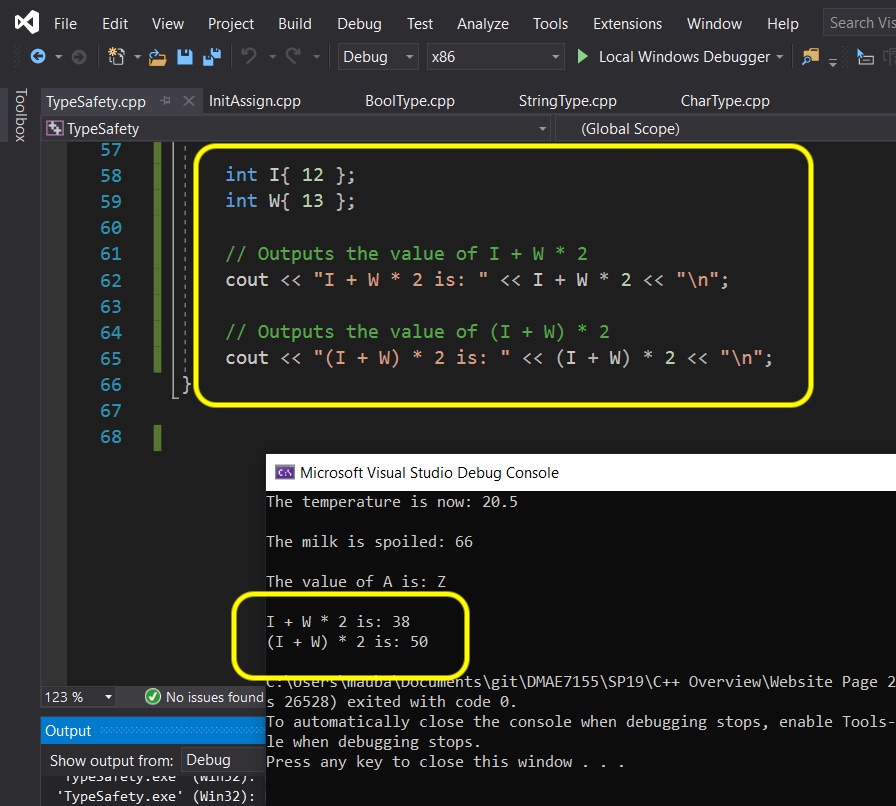 File Edit View Project Build Debug Test Analyze Tools Extensions Window Help Search Vis
Debug x86 Local Windows Debugger
Toolbox
TypeSafety.cpp InitAssign.cpp BoolType.cpp StringType.cpp CharType.cpp
TypeSafety (Global Scope)
57
58 int I{ 12 };
59 int W{ 13 };
60
61 // Outputs the value of I + W * 2
62 cout << "I + W * 2 is: " << I + W * 2 << "\n";
63
64 // Outputs the value of (I + W) * 2
65 cout << "(I + W) * 2 is: " << (I + W) * 2 << "\n";
66 }
67
68
C:\ Microsoft Visual Studio Debug Console
The temperature is now: 20.5
The milk is spoiled: 66
The value of A is: Z
I + W * 2 is: 38
(I + W) * 2 is: 50
C:\Users\mauba\Documents\git\DMAE7155\SP19\C++ Overview\Website Page 2
s 26528) exited with code 0.
To automatically close the console when debugging stops, enable Tools-
le when debugging stops.
Press any key to close this window . . .
123 % No issues found
Output
Show output from: Debug
'TypeSafety.exe' (Win32):
'TypeSafety.exe' (Win32):